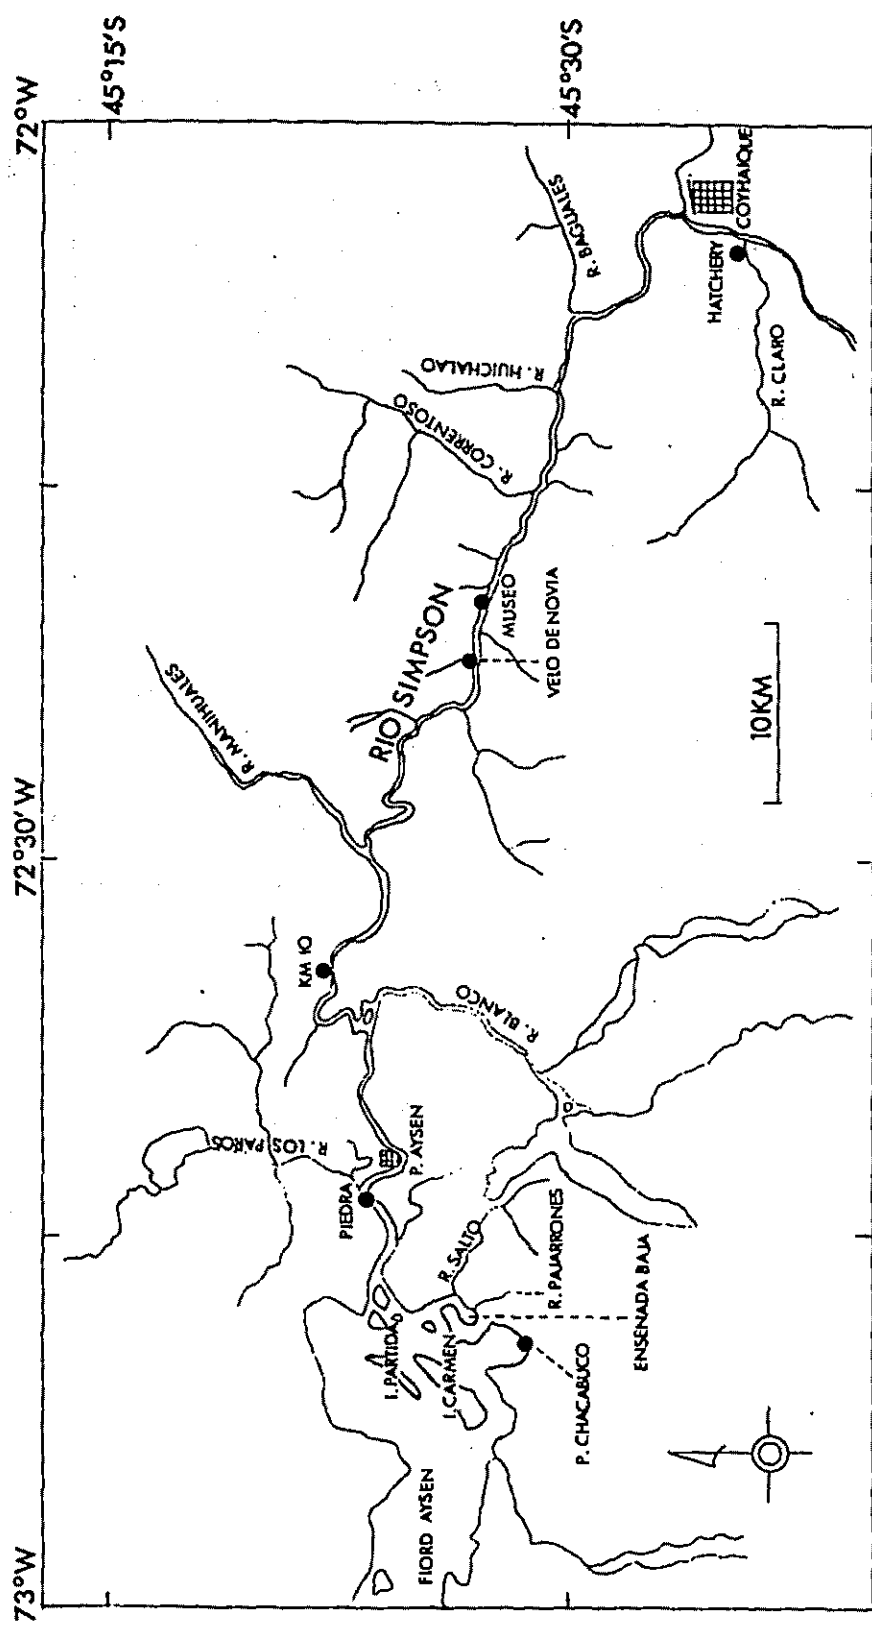 73°W
72°30'W
72°W
45°15'S
45°30'S
R. MANIHUALES
RIO SIMPSON
R. CORRENTOSO
R. HUICHALAO
R. BAGUALES
COYHAIQUE
HATCHERY
R. CLARO
MUSEO
VELO DE NOVIA
KM 10
R. BLANCO
R. LOS PAROS
P. AYSEN
PIEDRA
R. SALTO
R. PAJARRONES
ENSENADA BAJA
I. PARTIDA
I. CARMEN
P. CHACABUCO
FIORD AYSEN
10KM